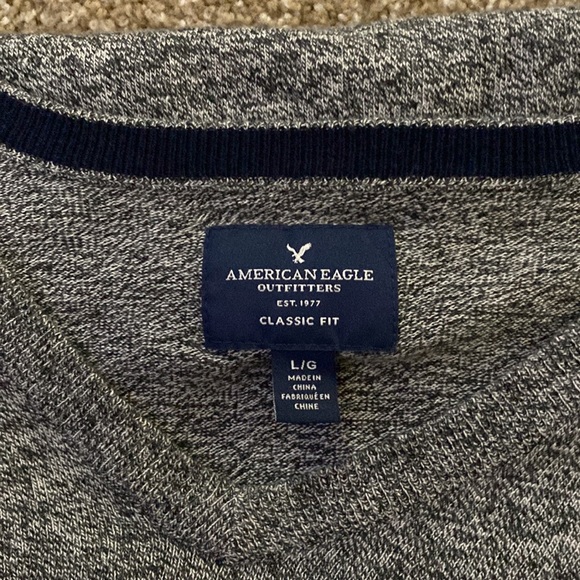 AMERICAN EAGLE
OUTFITTERS
EST. 1977
CLASSIC FIT
L/G
MADE IN
CHINA
FABRIQUÉ EN
CHINE